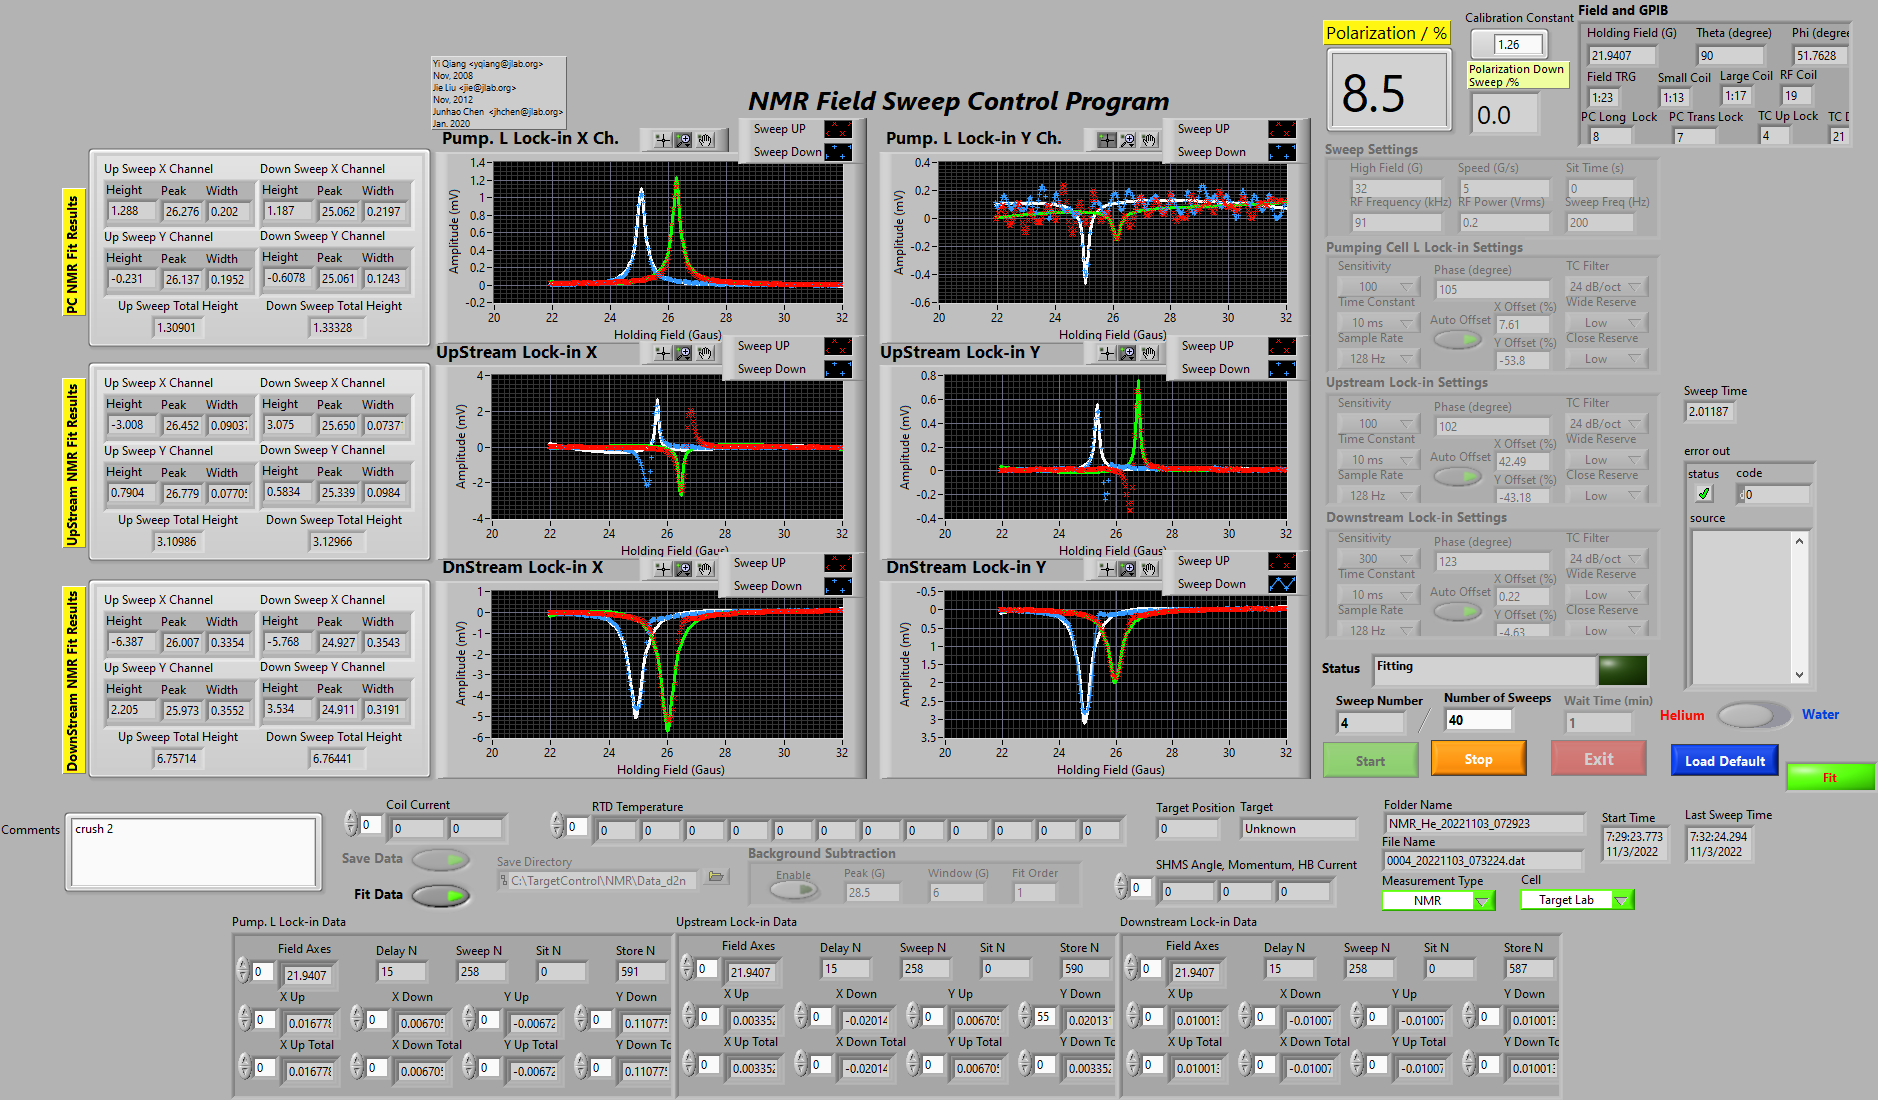 Yi Qiang <yqiang@jlab.org>
Nov, 2008
Jie Liu <jie@jlab.org>
Nov, 2012
Junhao Chen <jhchen@jlab.org>
Jan. 2020
NMR Field Sweep Control Program
Polarization / %
8.5
Calibration Constant
1.26
Polarization Down
Sweep /%
0.0
Field and GPIB
Holding Field (G) Theta (degree) Phi (degree
21.9407 90 51.7628
Field TRG Small Coil Large Coil RF Coil
1:23 1:13 1:17 19
PC Long Lock PC Trans Lock TC Up Lock TC D
8 7 4 21
PC NMR Fit Results
Up Sweep X Channel Down Sweep X Channel
Height Peak Width Height Peak Width
1.288 26.276 0.202 1.187 25.062 0.2197
Up Sweep Y Channel Down Sweep Y Channel
Height Peak Width Height Peak Width
-0.231 26.137 0.1952 -0.6078 25.061 0.1243
Up Sweep Total Height Down Sweep Total Height
1.30901 1.33328
UpStream NMR Fit Results
Up Sweep X Channel Down Sweep X Channel
Height Peak Width Height Peak Width
-3.008 26.452 0.09037 3.075 25.650 0.0737
Up Sweep Y Channel Down Sweep Y Channel
Height Peak Width Height Peak Width
0.7904 26.779 0.0770 0.5834 25.339 0.0984
Up Sweep Total Height Down Sweep Total Height
3.10986 3.12966
DownStream NMR Fit Results
Up Sweep X Channel Down Sweep X Channel
Height Peak Width Height Peak Width
-6.387 26.007 0.3354 -5.768 24.927 0.3543
Up Sweep Y Channel Down Sweep Y Channel
Height Peak Width Height Peak Width
2.205 25.973 0.3552 3.534 24.911 0.3191
Up Sweep Total Height Down Sweep Total Height
6.75714 6.76441
Pump. L Lock-in X Ch.
Sweep UP
Sweep Down
Amplitude (mV)
1.4
1.2
1
0.8
0.6
0.4
0.2
0
-0.2
20 22 24 26 28 30 32
Holding Field (Gaus)
Pump. L Lock-in Y Ch.
Sweep UP
Sweep Down
Amplitude (mV)
0.4
0.2
0
-0.2
-0.4
-0.6
20 22 24 26 28 30 32
Holding Field (Gaus)
UpStream Lock-in X
Sweep UP
Sweep Down
Amplitude (mV)
4
2
0
-2
-4
20 22 24 26 28 30 32
Holding Field (Gaus)
UpStream Lock-in Y
Sweep UP
Sweep Down
Amplitude (mV)
0.8
0.6
0.4
0.2
0
-0.2
-0.4
20 22 24 26 28 30 32
Holding Field (Gaus)
DnStream Lock-in X
Sweep UP
Sweep Down
Amplitude (mV)
1
0
-1
-2
-3
-4
-5
-6
20 22 24 26 28 30 32
Holding Field (Gaus)
DnStream Lock-in Y
Sweep UP
Sweep Down
Amplitude (mV)
-0.5
0
0.5
1
1.5
2
2.5
3
3.5
20 22 24 26 28 30 32
Holding Field (Gaus)
Sweep Settings
High Field (G) Speed (G/s) Sit Time (s)
32 5 0
RF Frequency (kHz) RF Power (Vrms) Sweep Freq (Hz)
91 0.2 200
Pumping Cell L Lock-in Settings
Sensitivity Phase (degree) TC Filter
100 105 24 dB/oct
Time Constant X Offset (%) Wide Reserve
10 ms Auto Offset 7.61 Low
Sample Rate Y Offset (%) Close Reserve
128 Hz -53.8 Low
Upstream Lock-in Settings
Sensitivity Phase (degree) TC Filter
100 102 24 dB/oct
Time Constant X Offset (%) Wide Reserve
10 ms Auto Offset 42.49 Low
Sample Rate Y Offset (%) Close Reserve
128 Hz -43.18 Low
Downstream Lock-in Settings
Sensitivity Phase (degree) TC Filter
300 123 24 dB/oct
Time Constant X Offset (%) Wide Reserve
10 ms Auto Offset 0.22 Low
Sample Rate Y Offset (%) Close Reserve
128 Hz -4.63 Low
Sweep Time
2.01187
error out
status code
0
source
Status Fitting
Sweep Number Number of Sweeps Wait Time (min)
4 / 40 1
Helium Water
Start Stop Exit Load Default Fit
Comments crush 2
Coil Current
0 0 0
Save Data
Fit Data
RTD Temperature
0 0 0 0 0 0 0 0 0 0 0 0 0
Save Directory
C:\TargetControl\NMR\Data_d2n
Background Subtraction
Enable Peak (G) Window (G) Fit Order
28.5 6 1
Target Position Target
0 Unknown
SHMS Angle, Momentum, HB Current
0 0 0 0
Folder Name
NMR_He_20221103_072923
File Name
0004_20221103_073224.dat
Measurement Type Cell
NMR Target Lab
Start Time
7:29:23.773
11/3/2022
Last Sweep Time
7:32:24.294
11/3/2022
Pump. L Lock-in Data
Field Axes Delay N Sweep N Sit N Store N
0 21.9407 15 258 0 591
X Up X Down Y Up Y Down
0 0.016778 0 0.006705 0 -0.00672 0 0.110775
X Up Total X Down Total Y Up Total Y Down To
0 0.016778 0 0.006705 0 -0.00672 0 0.110775
Upstream Lock-in Data
Field Axes Delay N Sweep N Sit N Store N
0 21.9407 15 258 0 590
X Up X Down Y Up Y Down
0 0.003352 0 -0.02014 0 0.006705 55 0.020131
X Up Total X Down Total Y Up Total Y Down To
0 0.003352 0 -0.02014 0 0.006705 0 0.003352
Downstream Lock-in Data
Field Axes Delay N Sweep N Sit N Store N
0 21.9407 15 258 0 587
X Up X Down Y Up Y Down
0 0.010013 0 -0.01007 0 -0.01007 0 0.010013
X Up Total X Down Total Y Up Total Y Down To
0 0.010013 0 -0.01007 0 -0.01007 0 0.010013